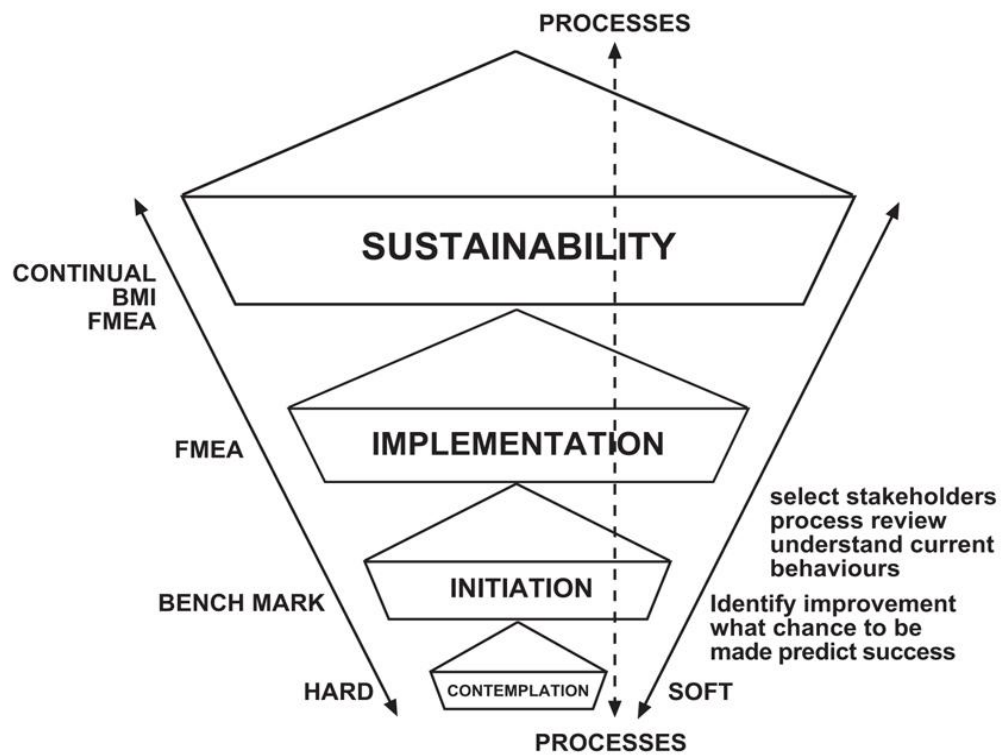 PROCESSES
SUSTAINABILITY
CONTINUAL
BMI
FMEA
IMPLEMENTATION
FMEA
select stakeholders
process review
understand current
behaviours
INITIATION
BENCH MARK
Identify improvement
what chance to be
made predict success
HARD
CONTEMPLATION
SOFT
PROCESSES